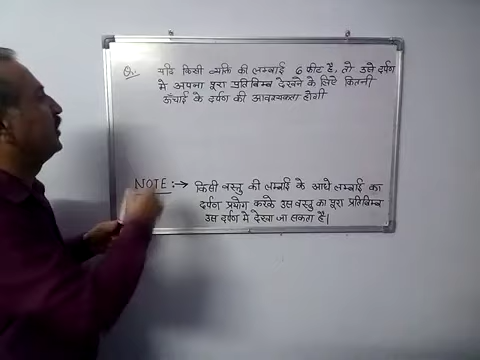 Q. यदि किसी व्यक्ति की लम्बाई 6 फीट है, तो उसे दर्पण
मे अपना पूरा प्रतिबिम्ब देखने के लिए कितनी
ऊँचाई के दर्पण की आवश्यकता होगी
NOTE :→ किसी वस्तु की लम्बाई के आधे लम्बाई का
दर्पण प्रयोग करके उस वस्तु का पूरा प्रतिबिम्ब
उस दर्पण मे देखा जा सकता है|